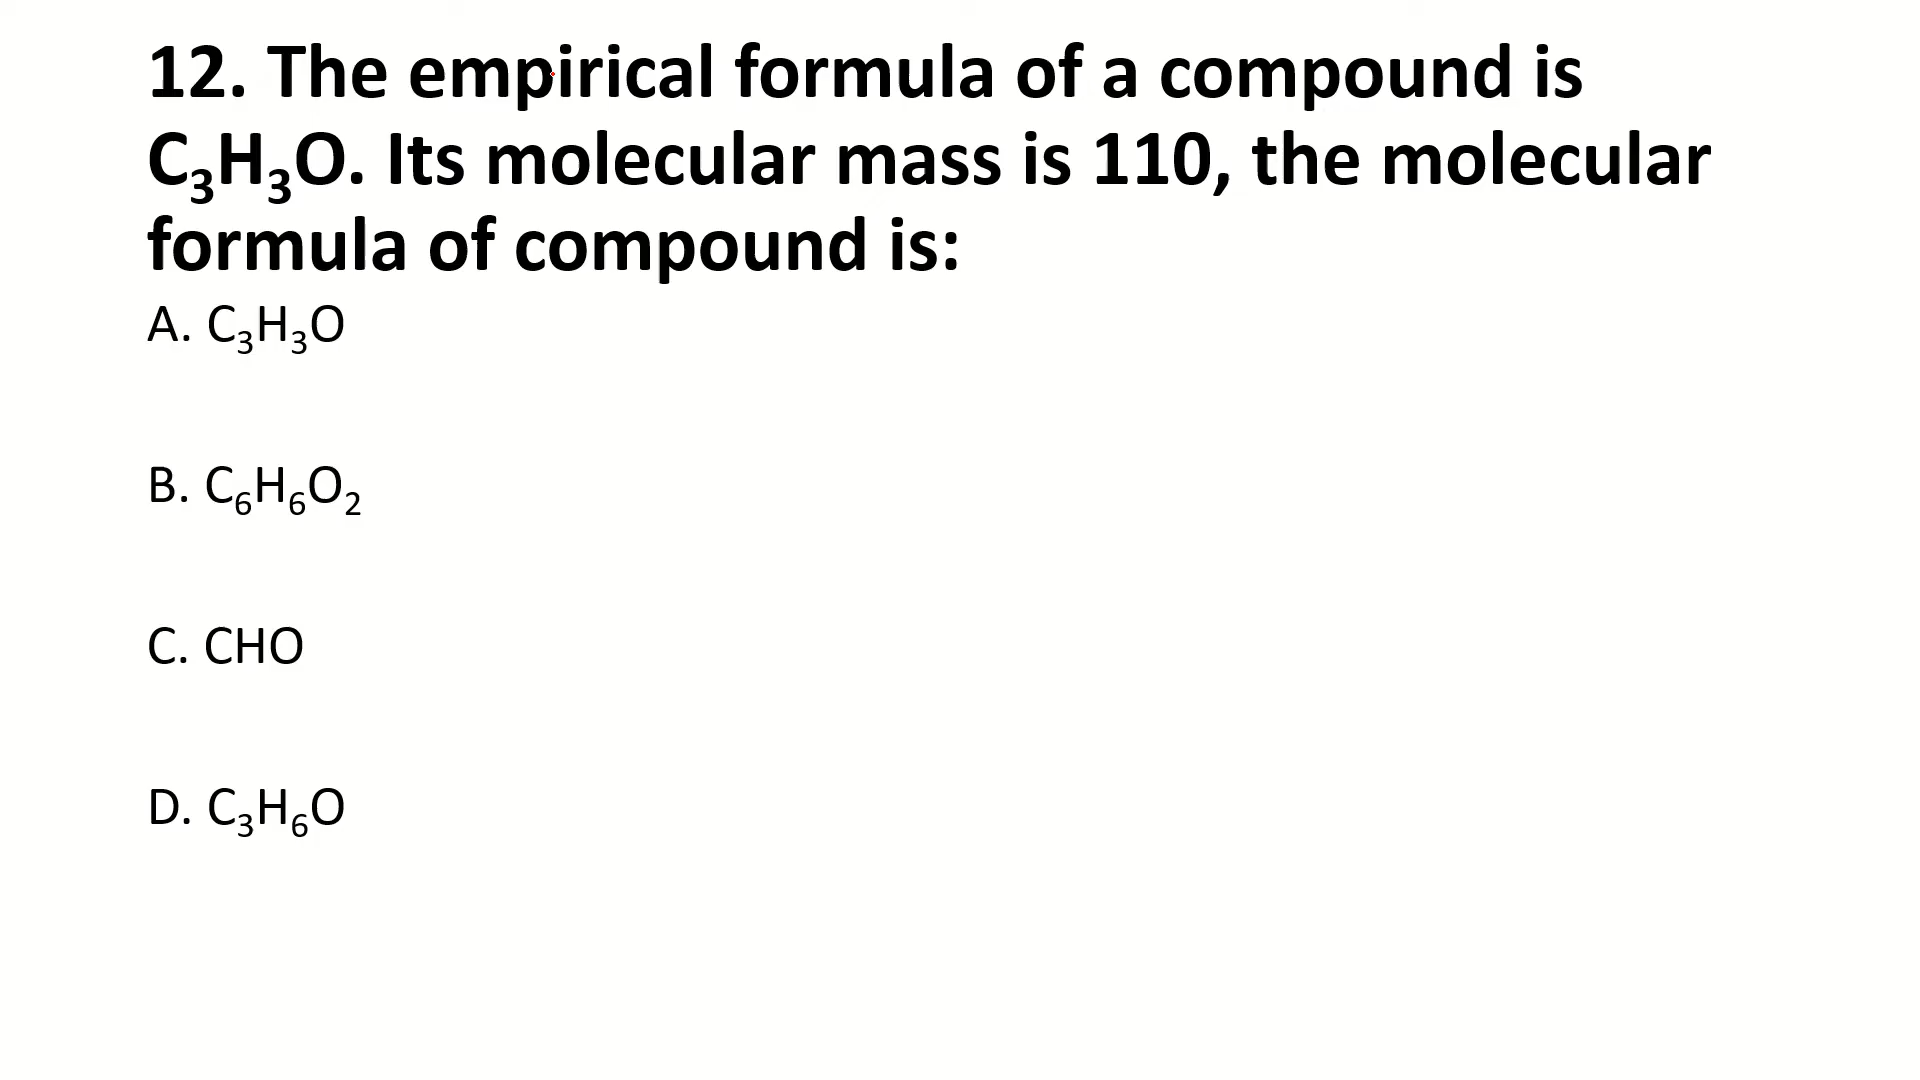 12. The empirical formula of a compound is
C₃H₃O. Its molecular mass is 110, the molecular
formula of compound is:
A. C₃H₃O
B. C₆H₆O₂
C. CHO
D. C₃H₆O